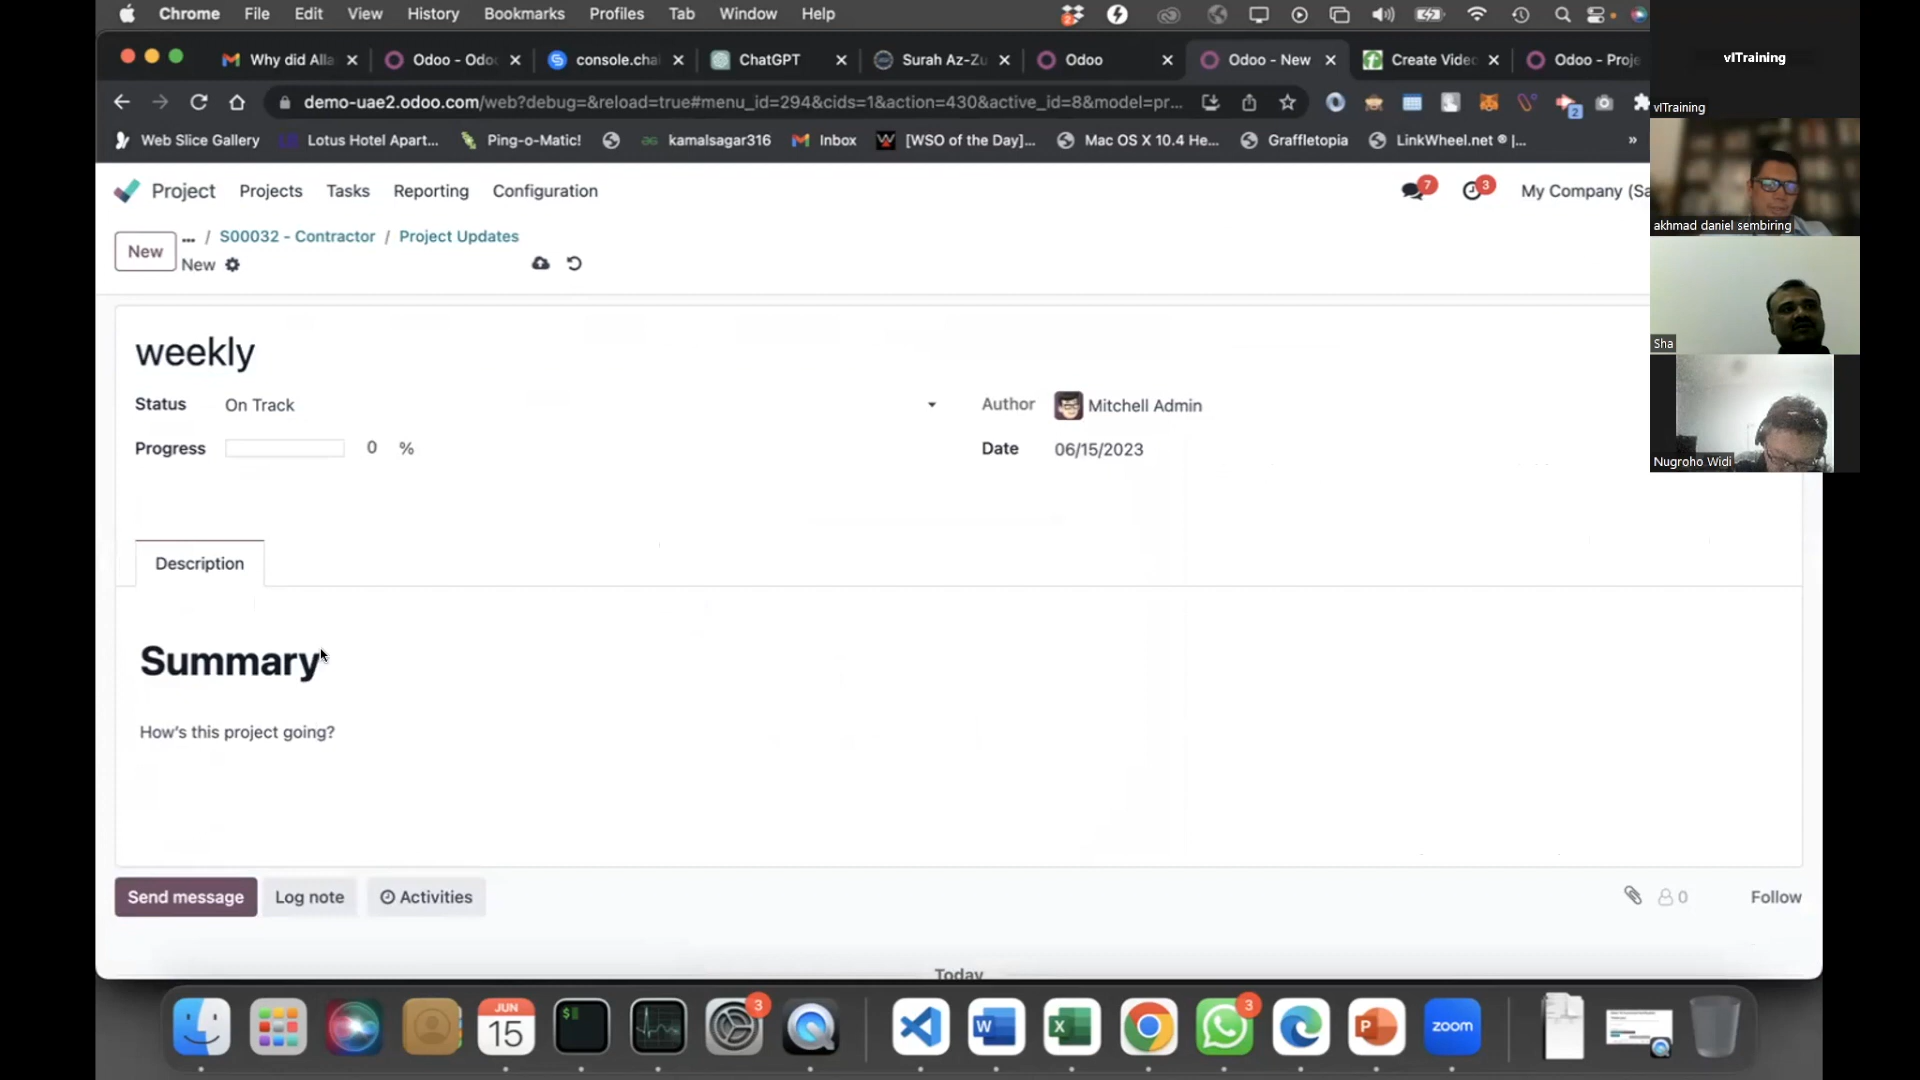 Chrome File Edit View History Bookmarks Profiles Tab Window Help
Why did Alla Odoo - Odo console.cha ChatGPT Surah Az-Zu Odoo Odoo - New Create Video Odoo - Proje
demo-uae2.odoo.com/web?debug=&reload=true#menu_id=294&cids=1&action=430&active_id=8&model=pr... 2
Web Slice Gallery Lotus Hotel Apart... Ping-o-Matic! kamalsagar316 Inbox [WSO of the Day]... Mac OS X 10.4 He... Graffletopia LinkWheel.net ® |... »
Project Projects Tasks Reporting Configuration 7 3 My Company (Sa
New ... / S00032 - Contractor / Project Updates
New
weekly
Status On Track Author Mitchell Admin
Progress 0 % Date 06/15/2023
Description
Summary
How's this project going?
Send message Log note Activities 0 Follow
Today
JUN
15 $ 3 W X 3 P zoom
vITraining
vITraining
akhmad daniel sembiring
Sha
Nugroho Widi